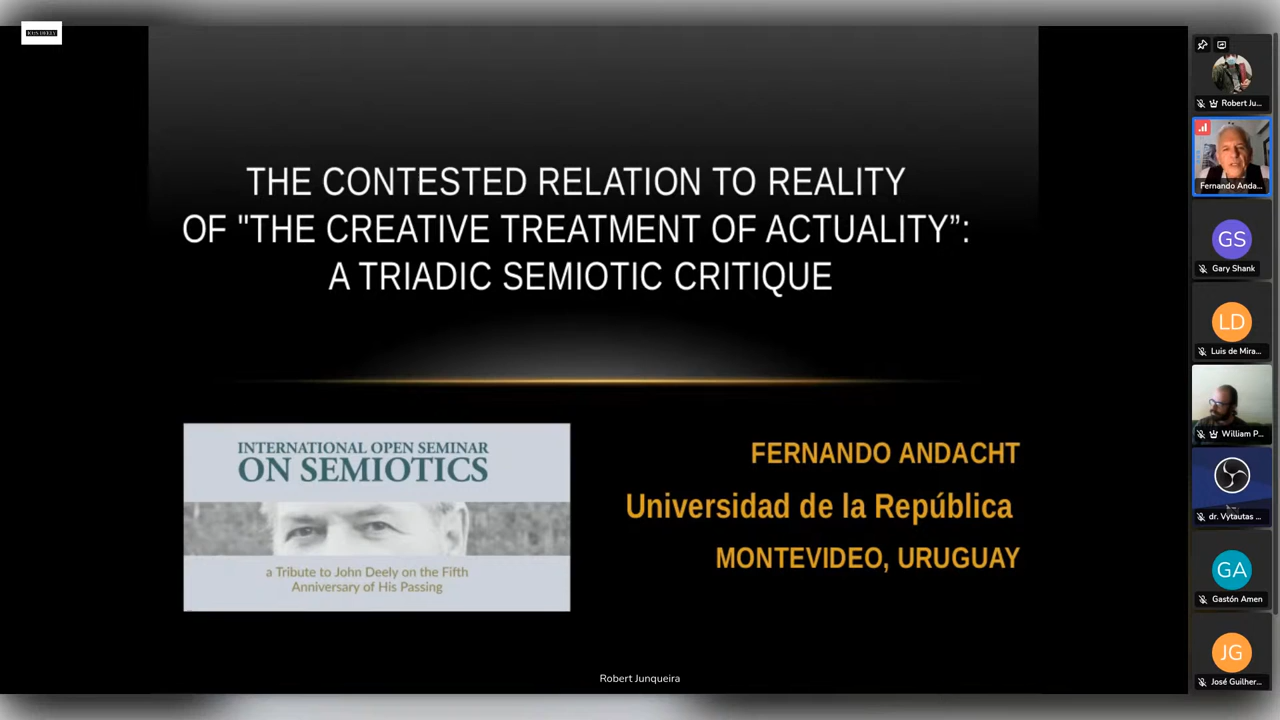 JOHN DEELY
THE CONTESTED RELATION TO REALITY
OF "THE CREATIVE TREATMENT OF ACTUALITY”:
A TRIADIC SEMIOTIC CRITIQUE
INTERNATIONAL OPEN SEMINAR
ON SEMIOTICS
a Tribute to John Deely on the Fifth
Anniversary of His Passing
FERNANDO ANDACHT
Universidad de la República
MONTEVIDEO, URUGUAY
Robert Junqueira
Robert Ju...
Fernando Anda...
GS
Gary Shank
LD
Luis de Mira...
William P...
dr. Vytautas ...
GA
Gastón Amen
JG
José Guilher...